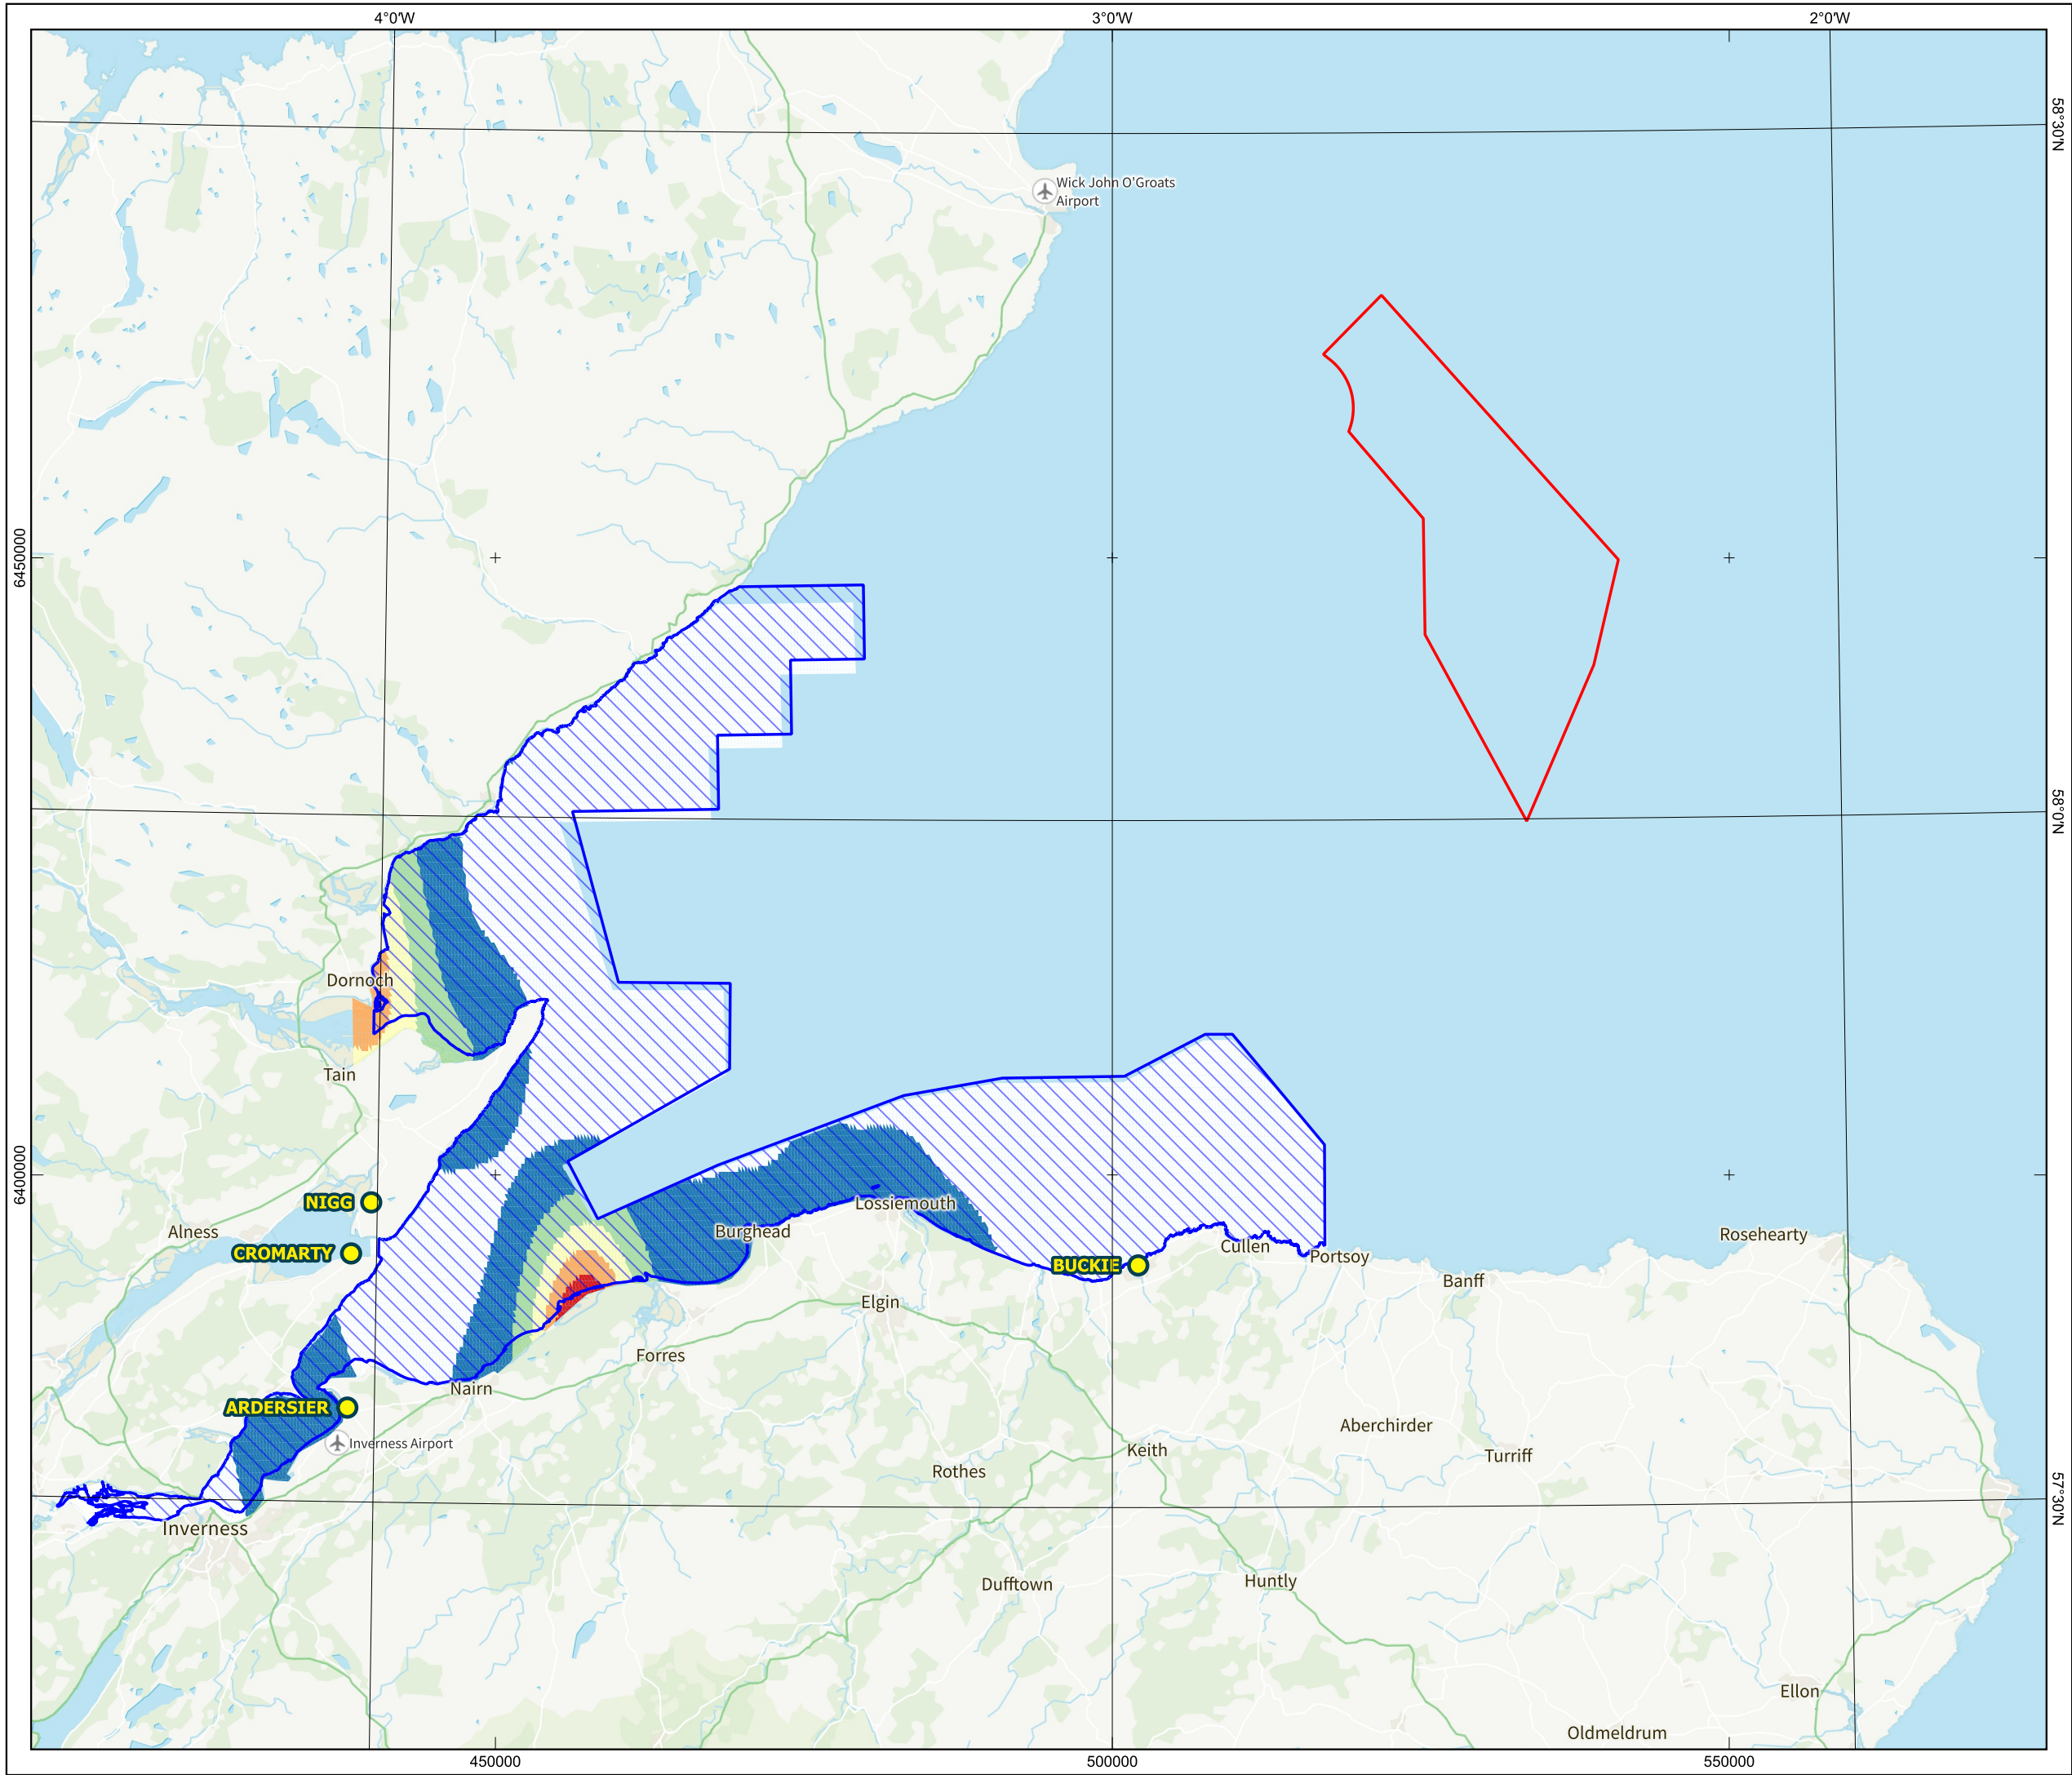 4°0'W
3°0'W
2°0'W
58°30'N
Wick John O'Groats
Airport
6450000
58°0'N
Dornoch
Tain
6400000
NIGG
Alness
CROMARTY
Lossiemouth
Burghead
BUCKIE
Cullen
Portsoy
Rosehearty
Banff
Elgin
Forres
Nairn
ARDERSIER
Inverness Airport
Aberchirder
Keith
Turriff
Rothes
57°30'N
Inverness
Dufftown
Huntly
Ellon
Oldmeldrum
450000
500000
550000